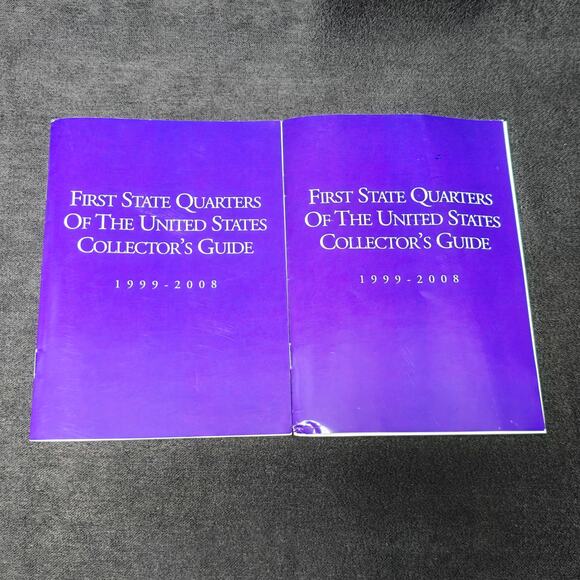 First State Quarters
Of The United States
Collector's Guide
1999-2008
First State Quarters
Of The United States
Collector's Guide
1999-2008